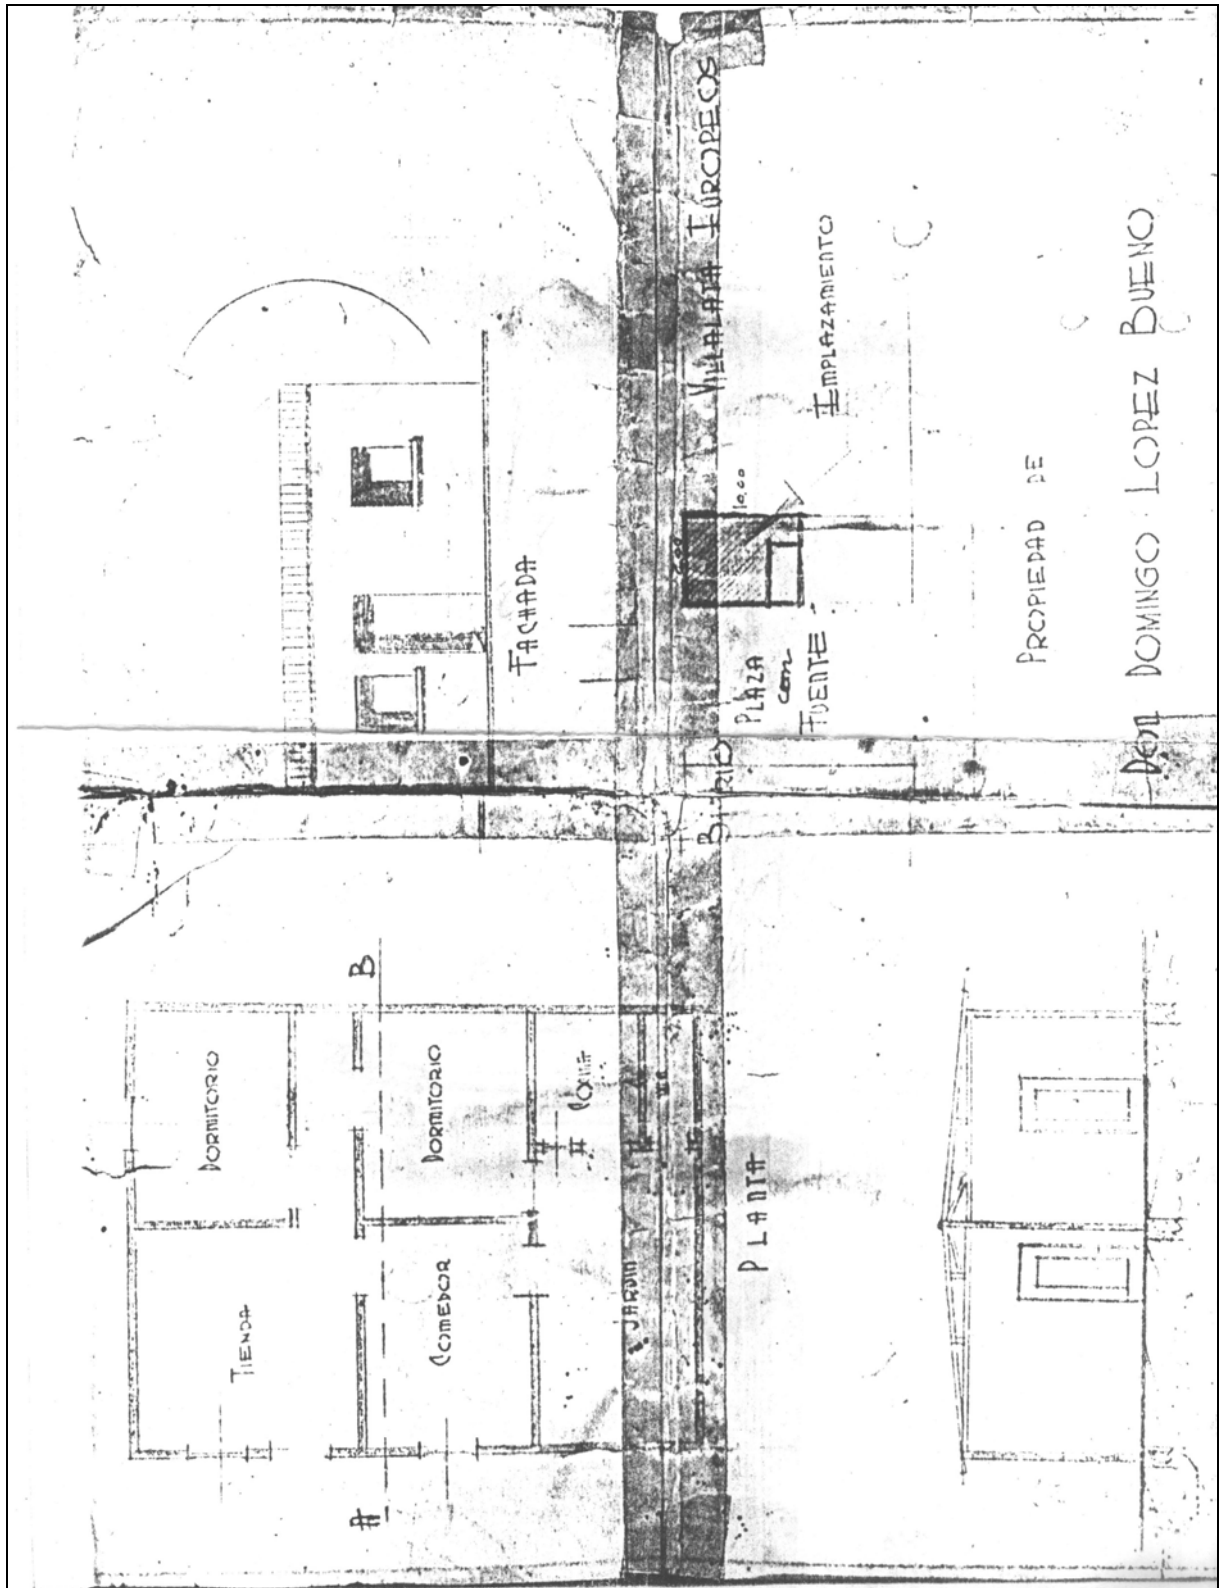 FACHADA
VILLALATA EUROPEOS
EMPLAZAMIENTO
10,00
PLAZA
con
FUENTE
PROPIEDAD DE
DON DOMINGO LOPEZ BUENO
B
DORMITORIO
DORMITORIO
COMEDOR
TIENDA
JARDIN
A
PLANTA